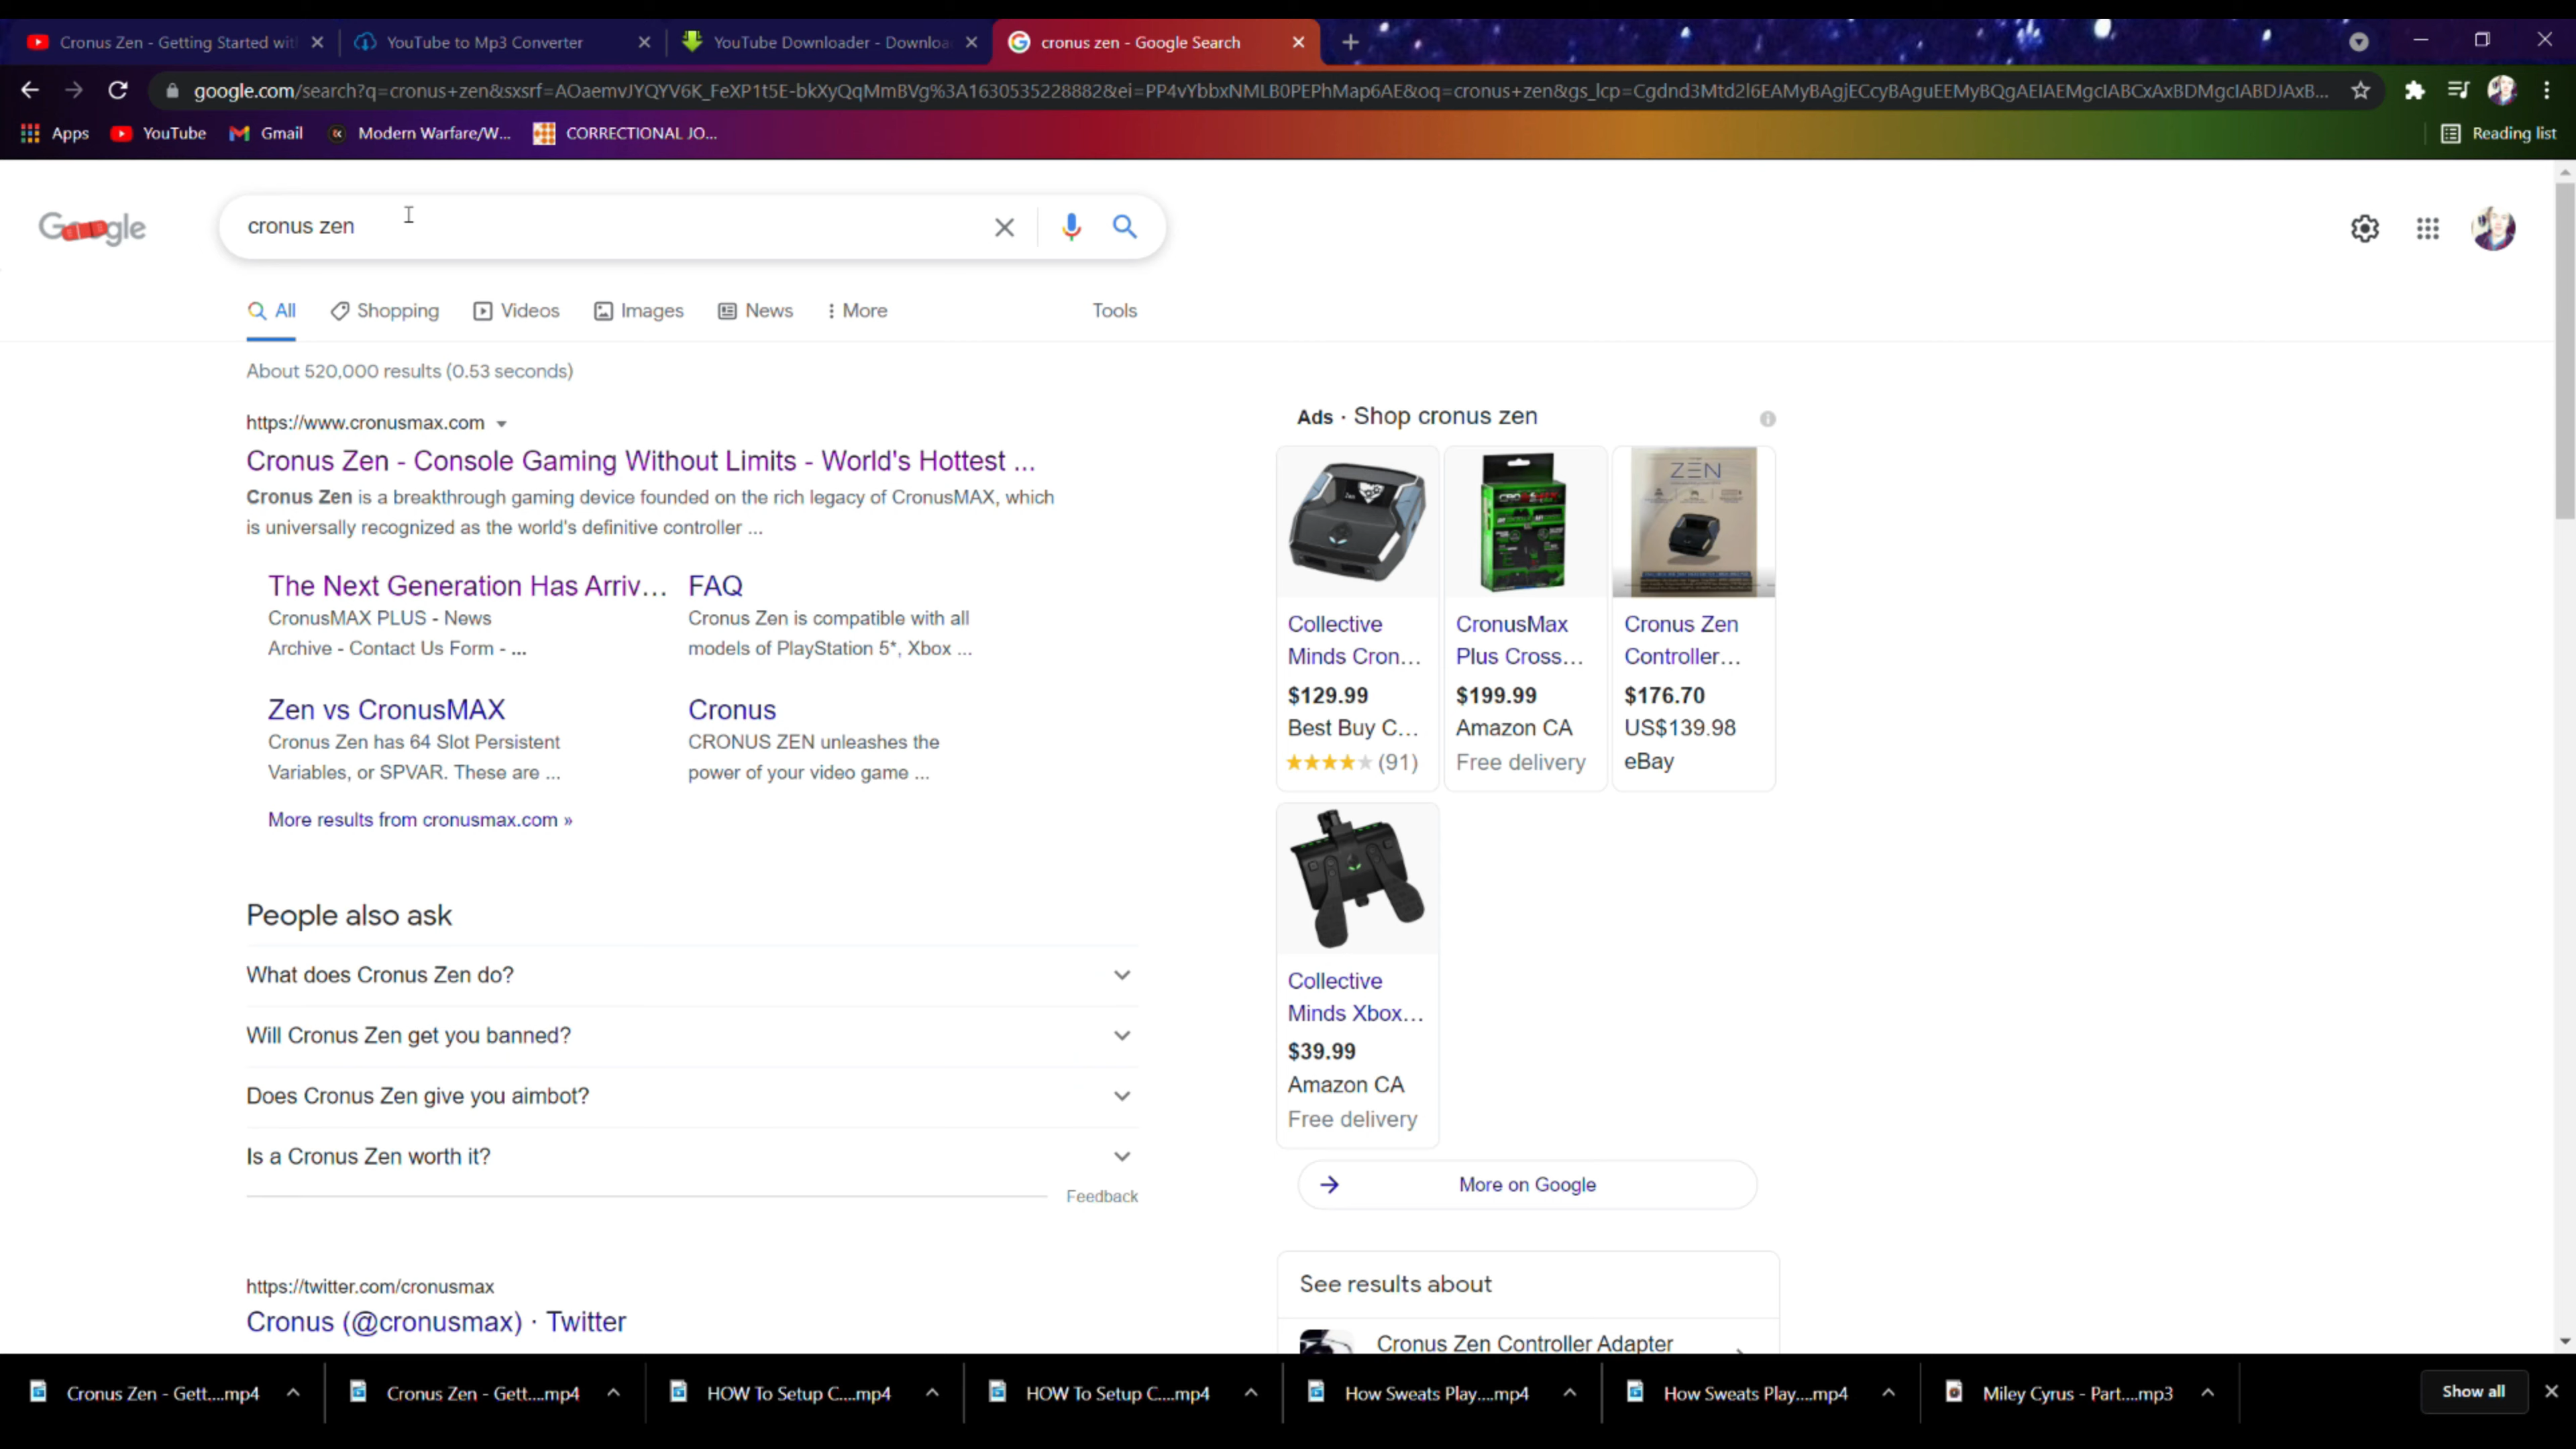 Cronus Zen - Getting Started wit
YouTube to Mp3 Converter
YouTube Downloader - Downloa
cronus zen - Google Search
google.com/search?q=cronus+zen&sxsrf=AOaemvJYQYV6K_FeXP1t5E-bkXyQqMmBVg%3A1630535228882&ei=PP4vYbbxNMLB0PEPhMap6AE&oq=cronus+zen&gs_lcp=Cgdnd3Mtd2l6EAMyBAgjECcyBAguEEMyBQgAEIAEMgcIABCxAxBDMgcIABDJAxB...
Apps
YouTube
Gmail
Modern Warfare/W...
CORRECTIONAL JO...
Reading list
Google
cronus zen
All
Shopping
Videos
Images
News
More
Tools
About 520,000 results (0.53 seconds)
https://www.cronusmax.com
Cronus Zen - Console Gaming Without Limits - World's Hottest ...
Cronus Zen is a breakthrough gaming device founded on the rich legacy of CronusMAX, which
is universally recognized as the world's definitive controller ...
The Next Generation Has Arriv...
CronusMAX PLUS - News
Archive - Contact Us Form - ...
FAQ
Cronus Zen is compatible with all
models of PlayStation 5*, Xbox ...
Zen vs CronusMAX
Cronus Zen has 64 Slot Persistent
Variables, or SPVAR. These are ...
Cronus
CRONUS ZEN unleashes the
power of your video game ...
More results from cronusmax.com »
People also ask
What does Cronus Zen do?
Will Cronus Zen get you banned?
Does Cronus Zen give you aimbot?
Is a Cronus Zen worth it?
Feedback
https://twitter.com/cronusmax
Cronus (@cronusmax) · Twitter
Ads · Shop cronus zen
ZEN
Collective
Minds Cron...
$129.99
Best Buy C...
(91)
CronusMax
Plus Cross...
$199.99
Amazon CA
Free delivery
Cronus Zen
Controller...
$176.70
US$139.98
eBay
Collective
Minds Xbox...
$39.99
Amazon CA
Free delivery
More on Google
See results about
Cronus Zen Controller Adapter
Cronus Zen - Gett....mp4
Cronus Zen - Gett....mp4
HOW To Setup C....mp4
HOW To Setup C....mp4
How Sweats Play....mp4
How Sweats Play....mp4
Miley Cyrus - Part....mp3
Show all